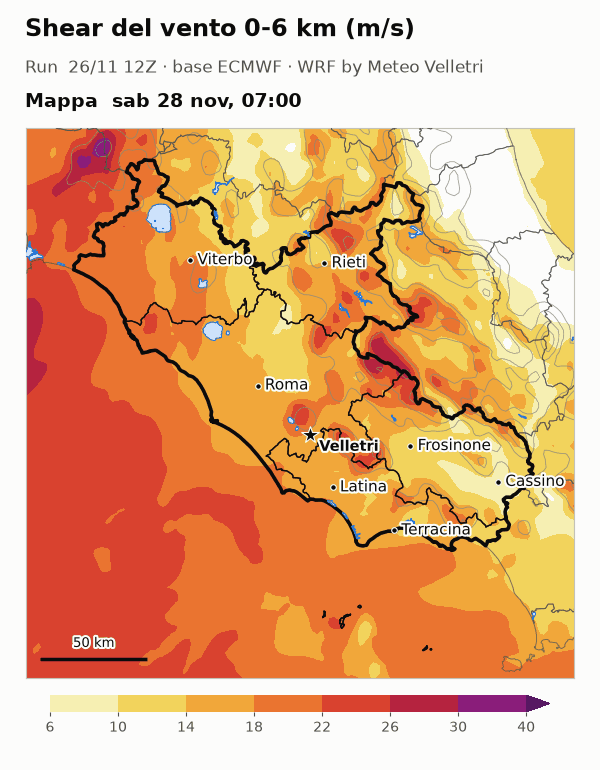 Shear del vento 0-6 km (m/s)
Run  26/11 12Z · base ECMWF · WRF by Meteo Velletri
Mappa  sab 28 nov, 07:00
Viterbo
Rieti
Roma
Velletri
Frosinone
Cassino
Latina
Terracina
50 km
6 10 14 18 22 26 30 40